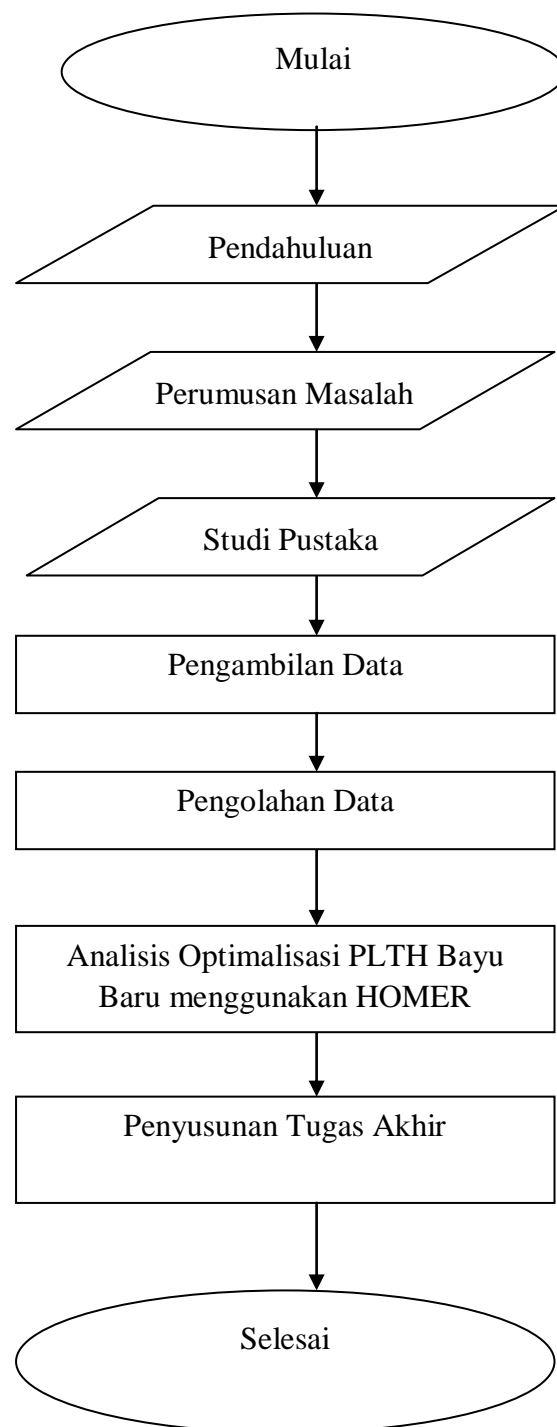 Mulai
Pendahuluan
Perumusan Masalah
Studi Pustaka
Pengambilan Data
Pengolahan Data
Analisis Optimalisasi PLTH Bayu
Baru menggunakan HOMER
Penyusunan Tugas Akhir
Selesai